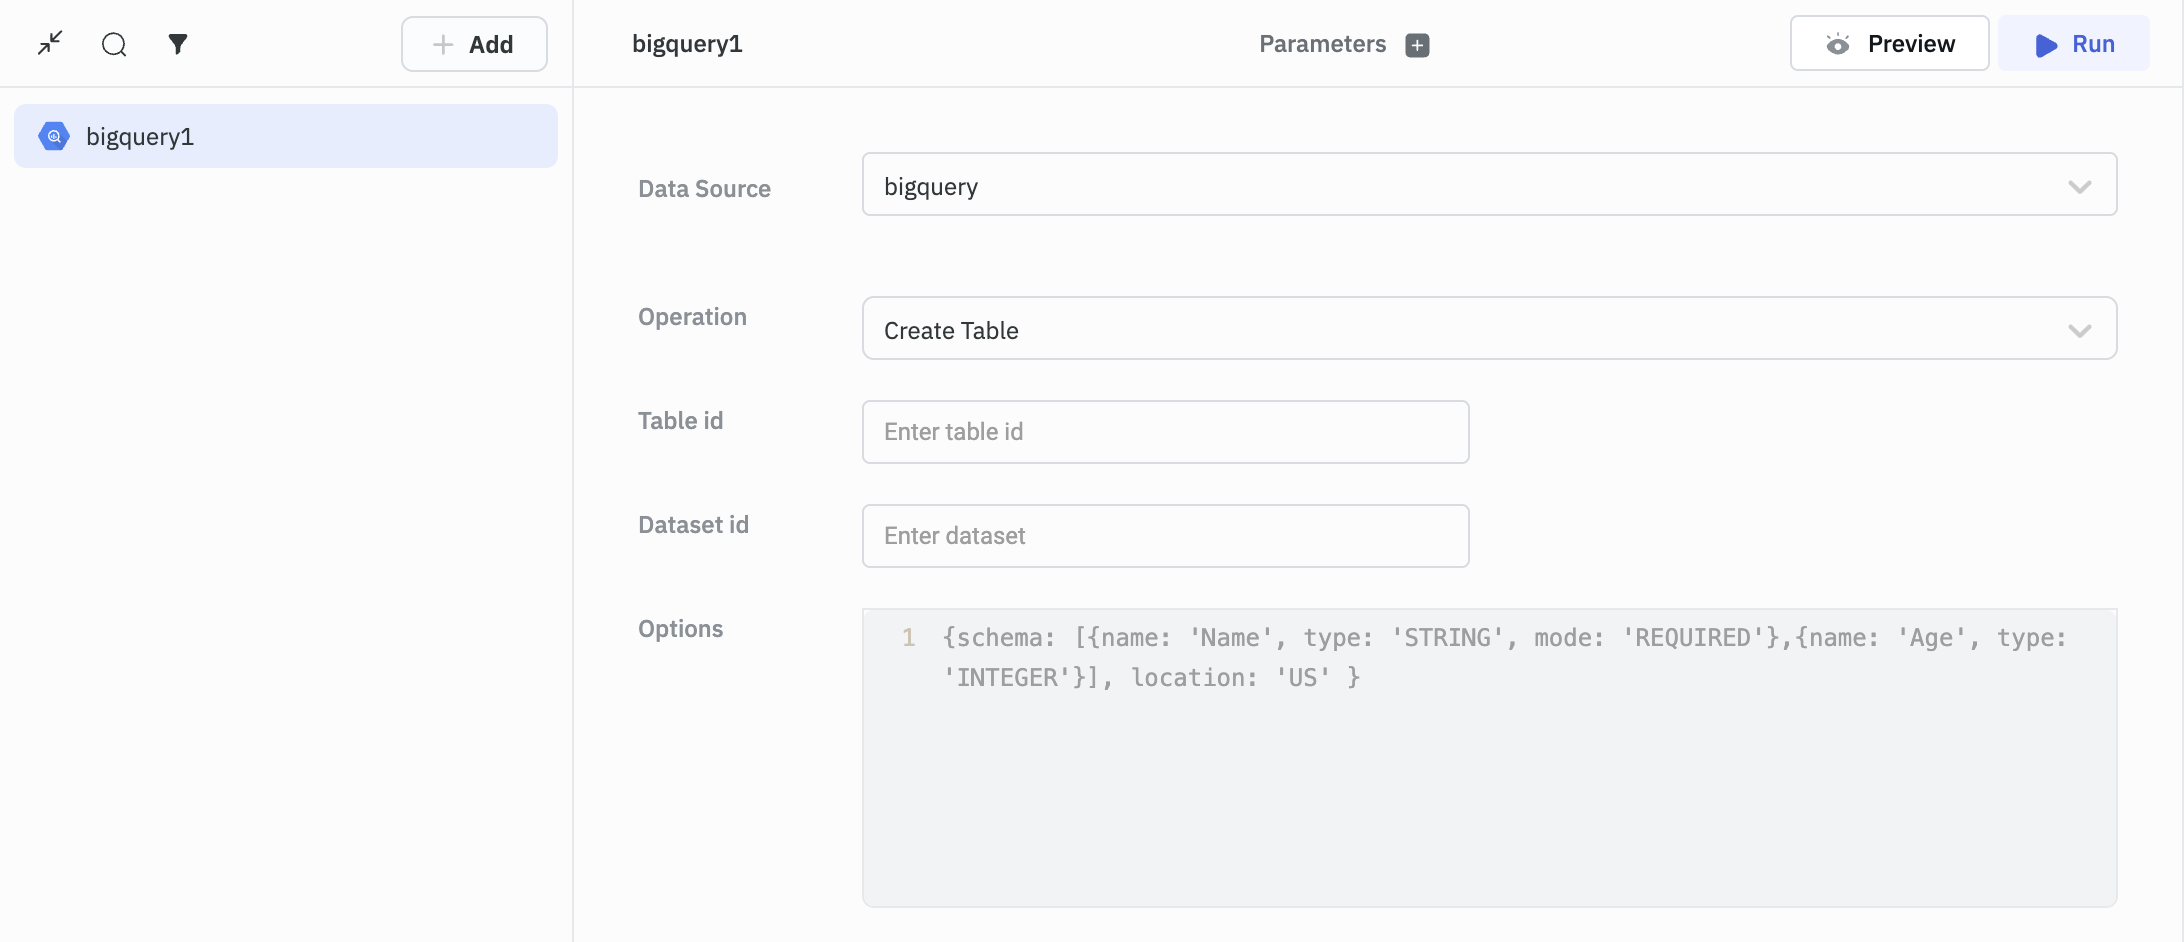 Add
bigquery1
bigquery1
Parameters
Preview
Run
Data Source
bigquery
Operation
Create Table
Table id
Enter table id
Dataset id
Enter dataset
Options
1 {schema: [{name: 'Name', type: 'STRING', mode: 'REQUIRED'},{name: 'Age', type:
'INTEGER'}], location: 'US' }